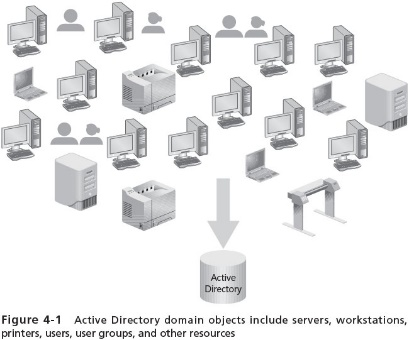 Active
Directory
Figure 4-1 Active Directory domain objects include servers, workstations,
printers, users, user groups, and other resources